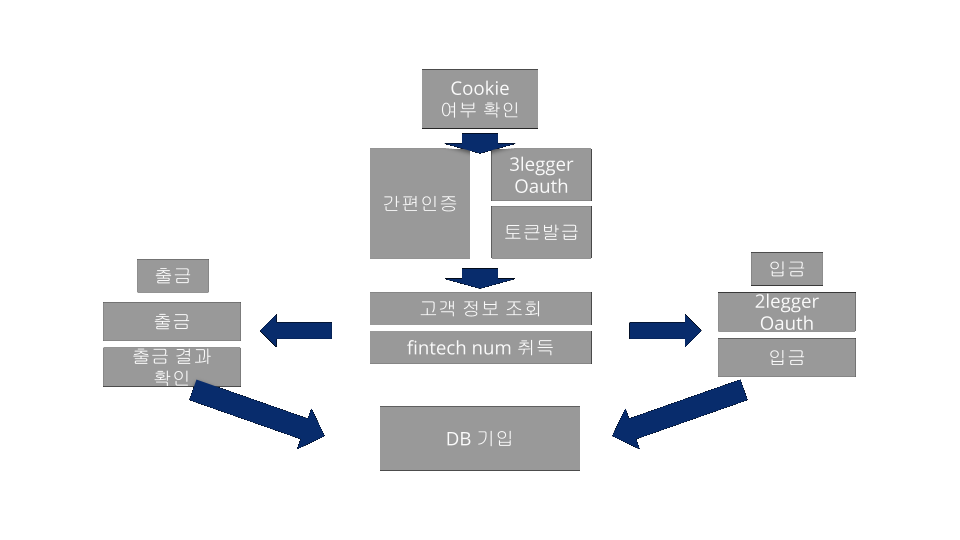 Cookie
여부 확인
간편인증
3legger
Oauth
토큰발급
고객 정보 조회
fintech num 취득
출금
출금
출금 결과
확인
입금
2legger
Oauth
입금
DB 기입